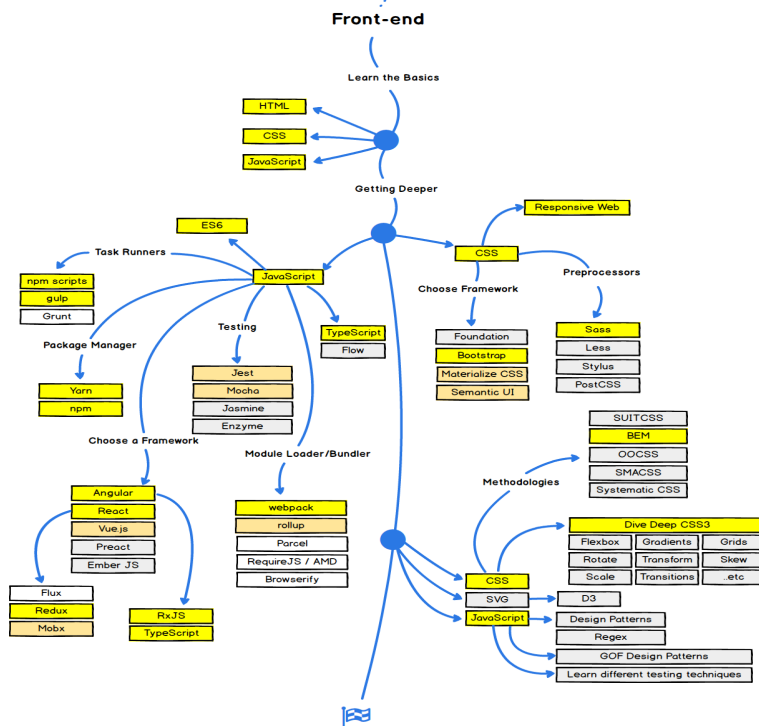 Front-end
Learn the Basics
HTML
CSS
JavaScript
Getting Deeper
Responsive Web
ES6
Task Runners
CSS
npm scripts
gulp
Grunt
JavaScript
Preprocessors
Choose Framework
Package Manager
Testing
TypeScript
Flow
Foundation
Bootstrap
Materialize CSS
Semantic UI
Sass
Less
Stylus
PostCSS
Yarn
npm
Jest
Mocha
Jasmine
Enzyme
Choose a Framework
Module Loader/Bundler
SUITCSS
BEM
OOCSS
SMACSS
Systematic CSS
Methodologies
Angular
React
Vue.js
Preact
Ember JS
webpack
rollup
Parcel
RequireJS / AMD
Browserify
Dive Deep CSS3
Flexbox Gradients Grids
Rotate Transform Skew
Scale Transitions ..etc
Flux
Redux
Mobx
RxJS
TypeScript
CSS
SVG
JavaScript
D3
Design Patterns
Regex
GOF Design Patterns
Learn different testing techniques